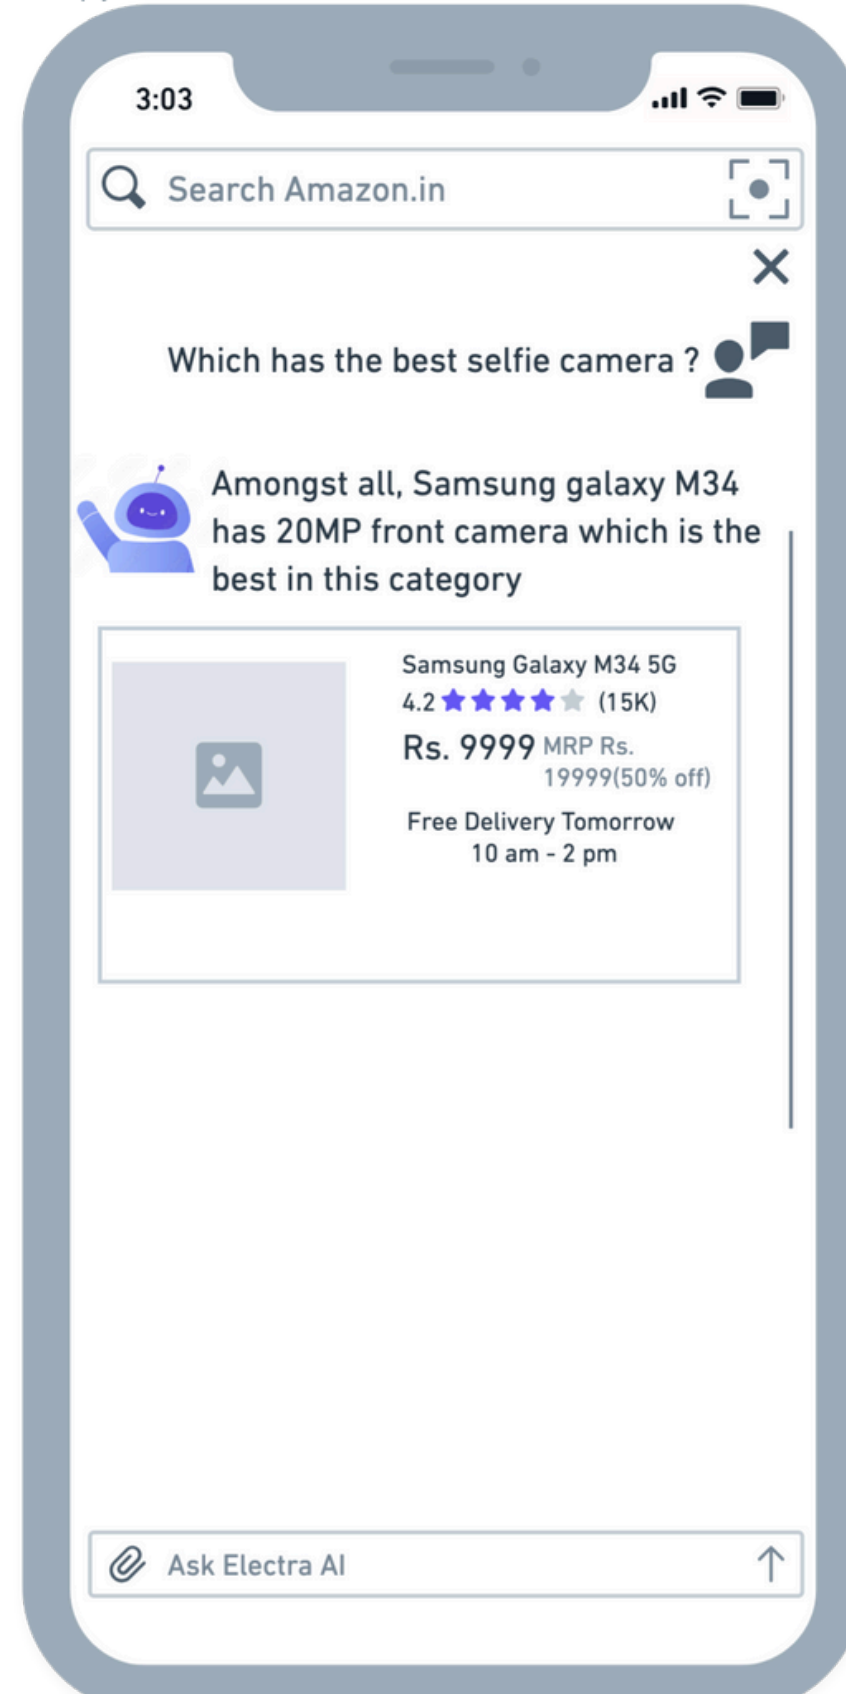 3:03
Search Amazon.in
Which has the best selfie camera ?
Amongst all, Samsung galaxy M34
has 20MP front camera which is the
best in this category
Samsung Galaxy M34 5G
4.2 (15K)
Rs. 9999 MRP Rs.
19999(50% off)
Free Delivery Tomorrow
10 am - 2 pm
Ask Electra AI